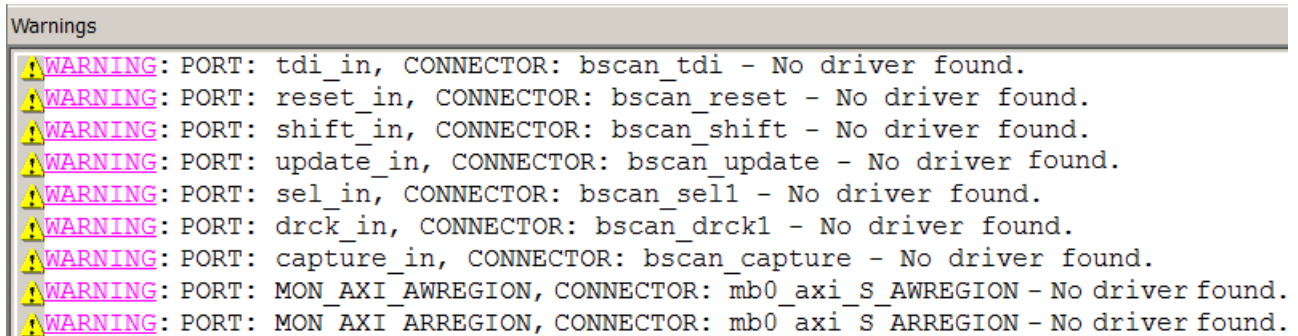 Warnings
WARNING: PORT: tdi_in, CONNECTOR: bscan_tdi - No driver found.
WARNING: PORT: reset_in, CONNECTOR: bscan_reset - No driver found.
WARNING: PORT: shift_in, CONNECTOR: bscan_shift - No driver found.
WARNING: PORT: update_in, CONNECTOR: bscan_update - No driver found.
WARNING: PORT: sel_in, CONNECTOR: bscan_sel1 - No driver found.
WARNING: PORT: drck_in, CONNECTOR: bscan_drck1 - No driver found.
WARNING: PORT: capture_in, CONNECTOR: bscan_capture - No driver found.
WARNING: PORT: MON_AXI_AWREGION, CONNECTOR: mb0_axi_S_AWREGION - No driver found.
WARNING: PORT: MON_AXI_ARREGION, CONNECTOR: mb0_axi_S_ARREGION - No driver found.